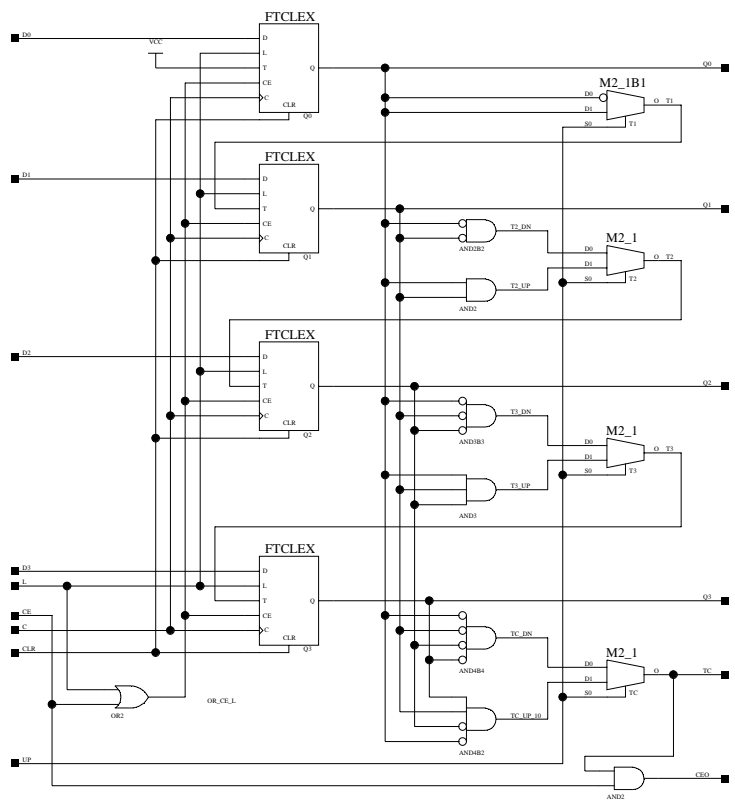 FTCLEX
D0
D
VCC
L
T
Q
Q0
CE
M2_1B1
C
D0
D1
O
T1
CLR
Q0
S0
T1
FTCLEX
D1
D
L
T
Q
Q1
CE
T2_DN
C
AND2B2
M2_1
CLR
Q1
D0
D1
O
T2
T2_UP
S0
T2
AND2
FTCLEX
D2
D
L
T
Q
Q2
CE
C
T3_DN
CLR
Q2
AND3B3
M2_1
D0
D1
O
T3
S0
T3
T3_UP
AND3
FTCLEX
D3
D
L
L
T
Q
Q3
CE
CE
C
C
CLR
TC_DN
CLR
Q3
M2_1
AND4B4
D0
D1
O
TC
S0
TC
OR_CE_L
OR2
TC_UP_10
AND4B2
UP
CEO
AND2